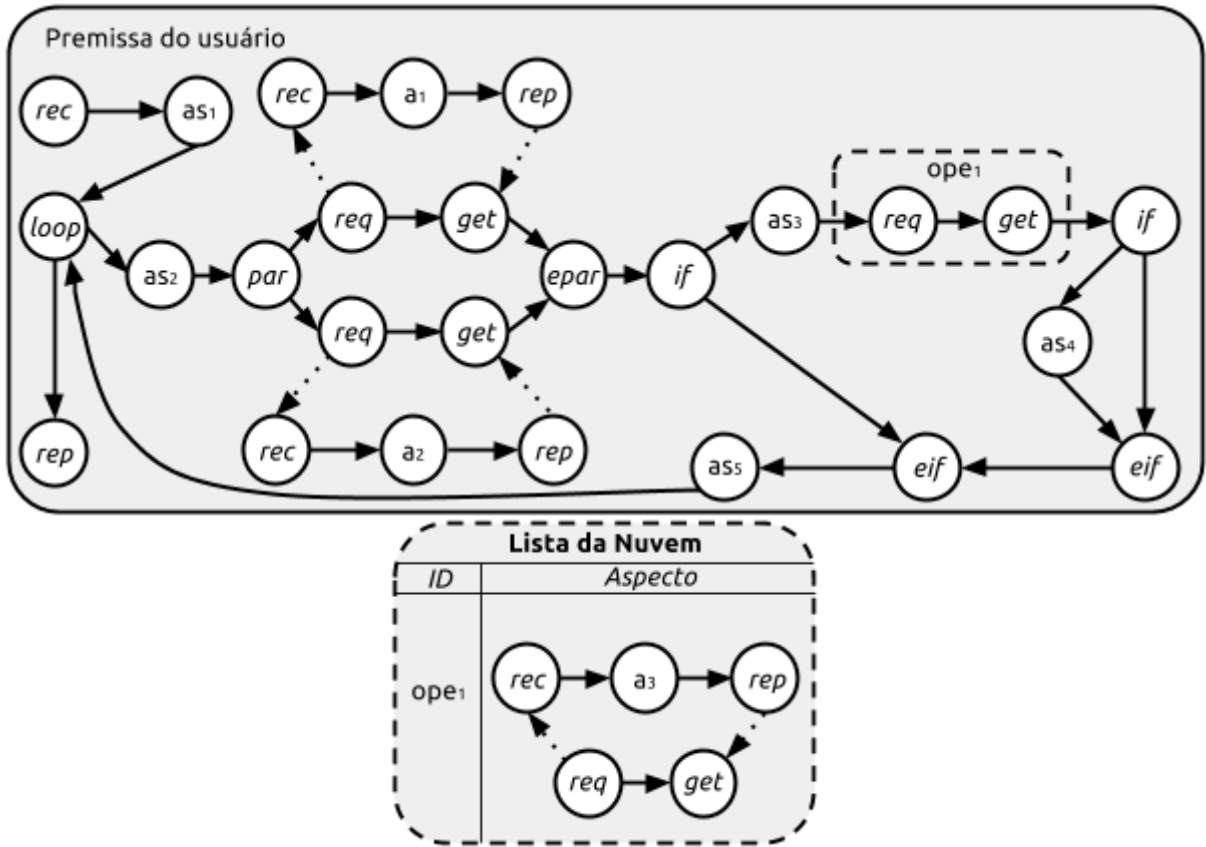 Premissa do usuário
rec as₁ rec a₁ rep
loop as₂ par req get epar if as₃ ope₁ req get if
req get as₄
rep rec a₂ rep as₅ eif eif
Lista da Nuvem
ID Aspecto
ope₁ rec a₃ rep
req get